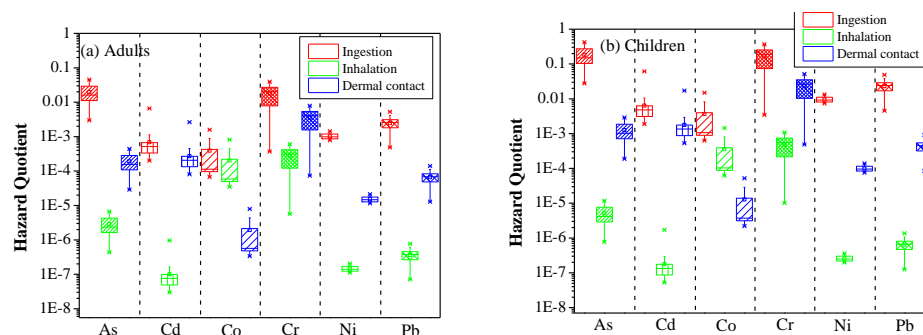 (a) Adults
Ingestion
Inhalation
Dermal contact
Hazard Quotient
1
0.1
0.01
1E-3
1E-4
1E-5
1E-6
1E-7
1E-8
As Cd Co Cr Ni Pb
(b) Children
Ingestion
Inhalation
Dermal contact
Hazard Quotient
1
0.1
0.01
1E-3
1E-4
1E-5
1E-6
1E-7
1E-8
As Cd Co Cr Ni Pb